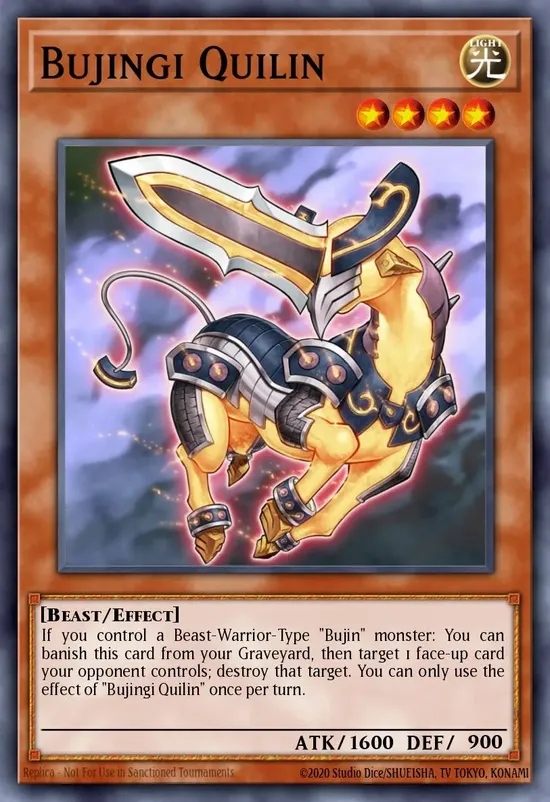 BUJINGI QUILIN
LIGHT
光
[BEAST/EFFECT]
If you control a Beast-Warrior-Type "Bujin" monster: You can
banish this card from your Graveyard, then target 1 face-up card
your opponent controls; destroy that target. You can only use the
effect of "Bujingi Quilin" once per turn.
ATK/1600 DEF/ 900
Replica - Not For Use in Sanctioned Tournaments
©2020 Studio Dice/SHUEISHA, TV TOKYO, KONAMI